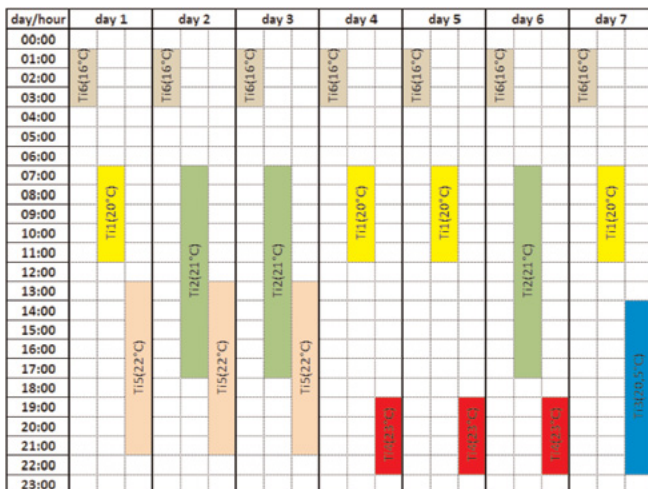 day/hour day 1 day 2 day 3 day 4 day 5 day 6 day 7
00:00
01:00
02:00
03:00
04:00
05:00
06:00
07:00
08:00
09:00
10:00
11:00
12:00
13:00
14:00
15:00
16:00
17:00
18:00
19:00
20:00
21:00
22:00
23:00
Ti6(16°C)
Ti1(20°C)
Ti5(22°C)
Ti6(16°C)
Ti2(21°C)
Ti5(22°C)
Ti6(16°C)
Ti2(21°C)
Ti5(22°C)
Ti6(16°C)
Ti1(20°C)
Ti6(16°C)
Ti1(20°C)
Ti6(16°C)
Ti2(21°C)
Ti6(16°C)
Ti1(20°C)
Ti3(20,5°C)